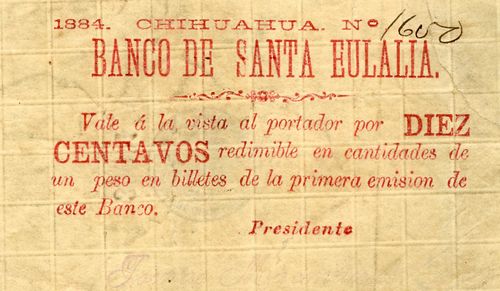 1884. CHIHUAHUA. Nº 1600
BANCO DE SANTA EULALIA.
Vale á la vista al portador por DIEZ
CENTAVOS redimible en cantidades de
un peso en billetes de la primera emision de
este Banco.
Presidente